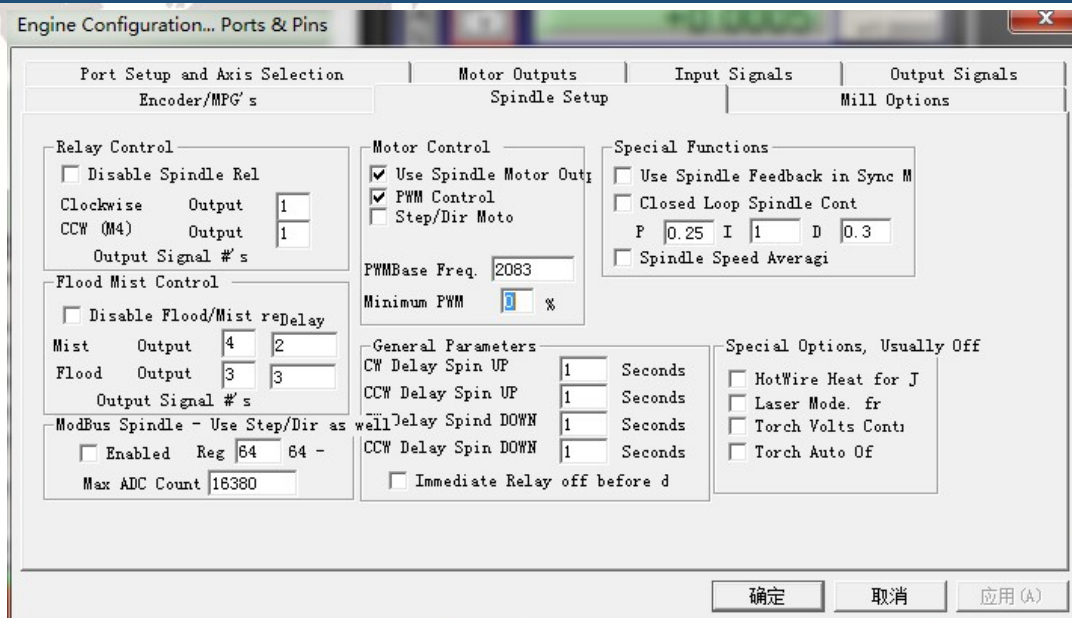 Engine Configuration... Ports & Pins
Port Setup and Axis Selection
Motor Outputs
Input Signals
Output Signals
Encoder/MPG's
Spindle Setup
Mill Options
Relay Control
Disable Spindle Rel
Clockwise Output 1
CCW (M4) Output 1
Output Signal #'s
Flood Mist Control
Disable Flood/Mist re
Delay
Mist Output 4 2
Flood Output 3 3
Output Signal #'s
ModBus Spindle - Use Step/Dir as well
Enabled Reg 64 64 -
Max ADC Count 16380
Motor Control
Use Spindle Motor Outp
PWM Control
Step/Dir Moto
PWMBase Freq. 2083
Minimum PWM 0 %
General Parameters
CW Delay Spin UP 1 Seconds
CCW Delay Spin UP 1 Seconds
Delay Spind DOWN 1 Seconds
CCW Delay Spin DOWN 1 Seconds
Immediate Relay off before d
Special Functions
Use Spindle Feedback in Sync M
Closed Loop Spindle Cont
P 0.25 I 1 D 0.3
Spindle Speed Averagi
Special Options, Usually Off
HotWire Heat for J
Laser Mode. fr
Torch Volts Cont
Torch Auto Of
确定
取消
应用(A)